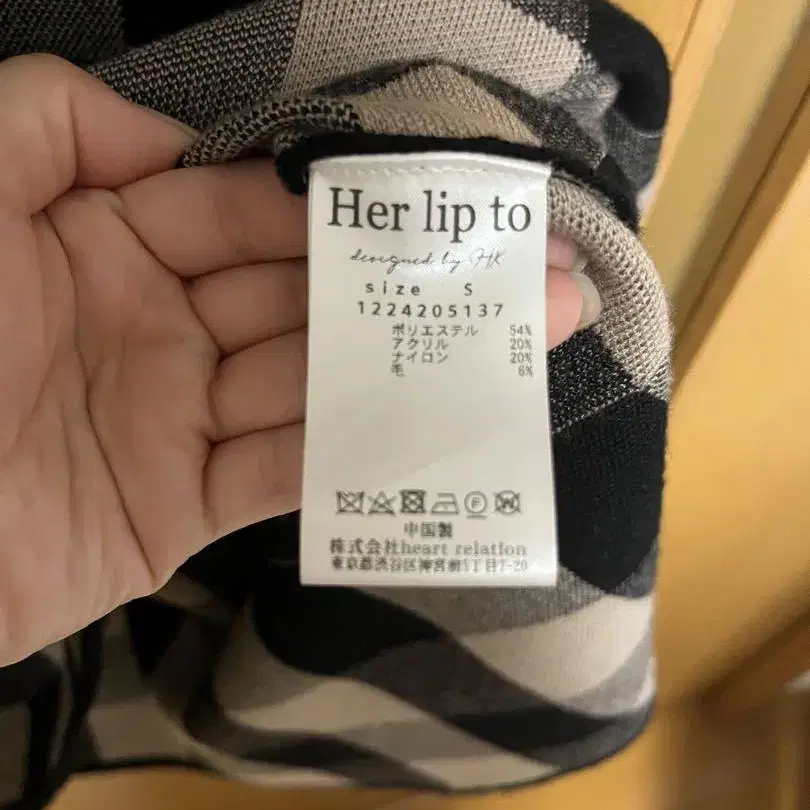 Her lip to
designed by HK
size S
1224205137
ポリエステル 54%
アクリル 20%
ナイロン 20%
毛 6%
中国製
株式会社heart relation
東京都渋谷区神宮前5丁目7-20